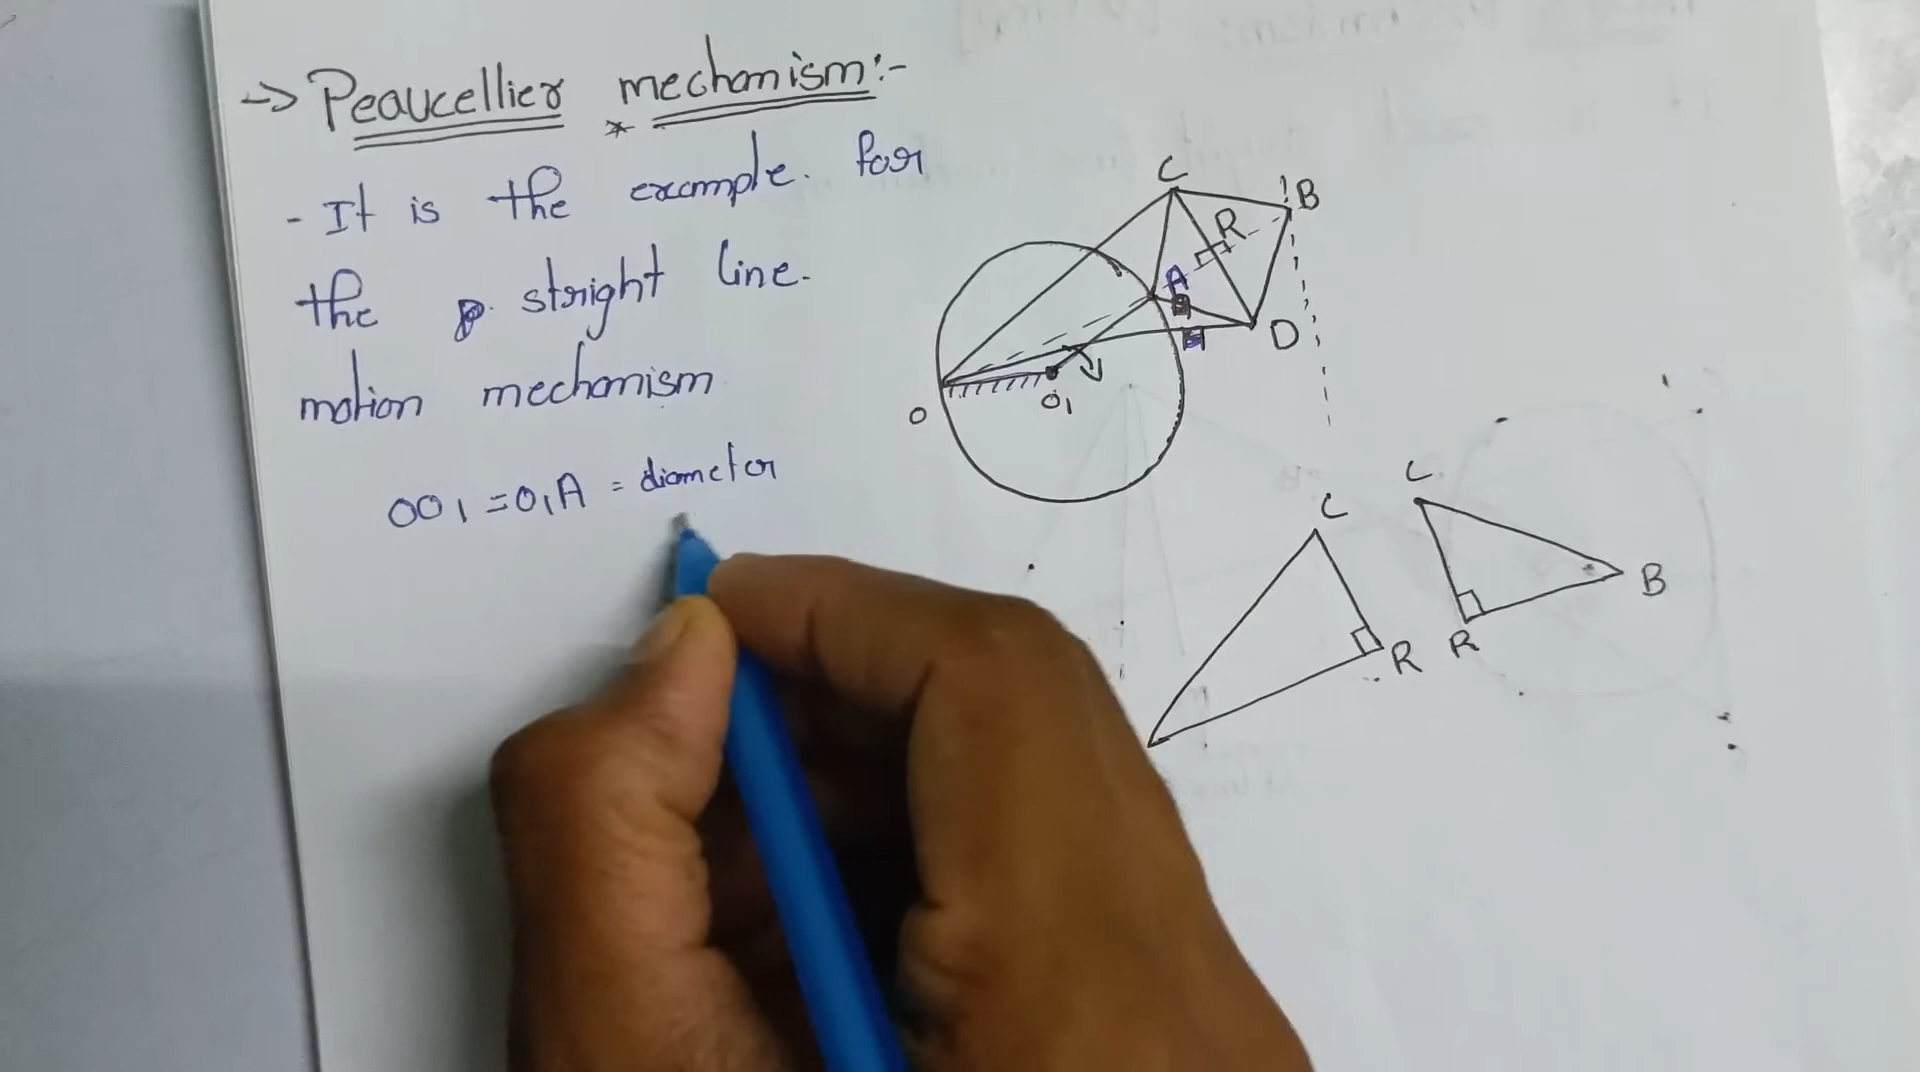 -> Peaucellier mechanism:-
- It is the example. for
the stright line.
motion mechanism
OO1 = O1A = diameter
C
B
R
A
D
O
O1
C
R
C
B
R